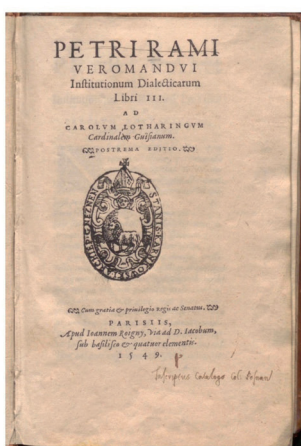 PETRI RAMI
VEROMANDVI
Institutionum Dialecticarum
Libri III.
AD
CAROLVM LOTHARINGVM
Cardinalem Guisianum.
POSTREMA EDITIO.
Cum gratia & privilegio Regis ac Senatus.
PARISIIS,
Apud Ioannem Roigny, via ad D. Iacobum,
sub basilisco & quatuor elementis.
1549.
Catalogo